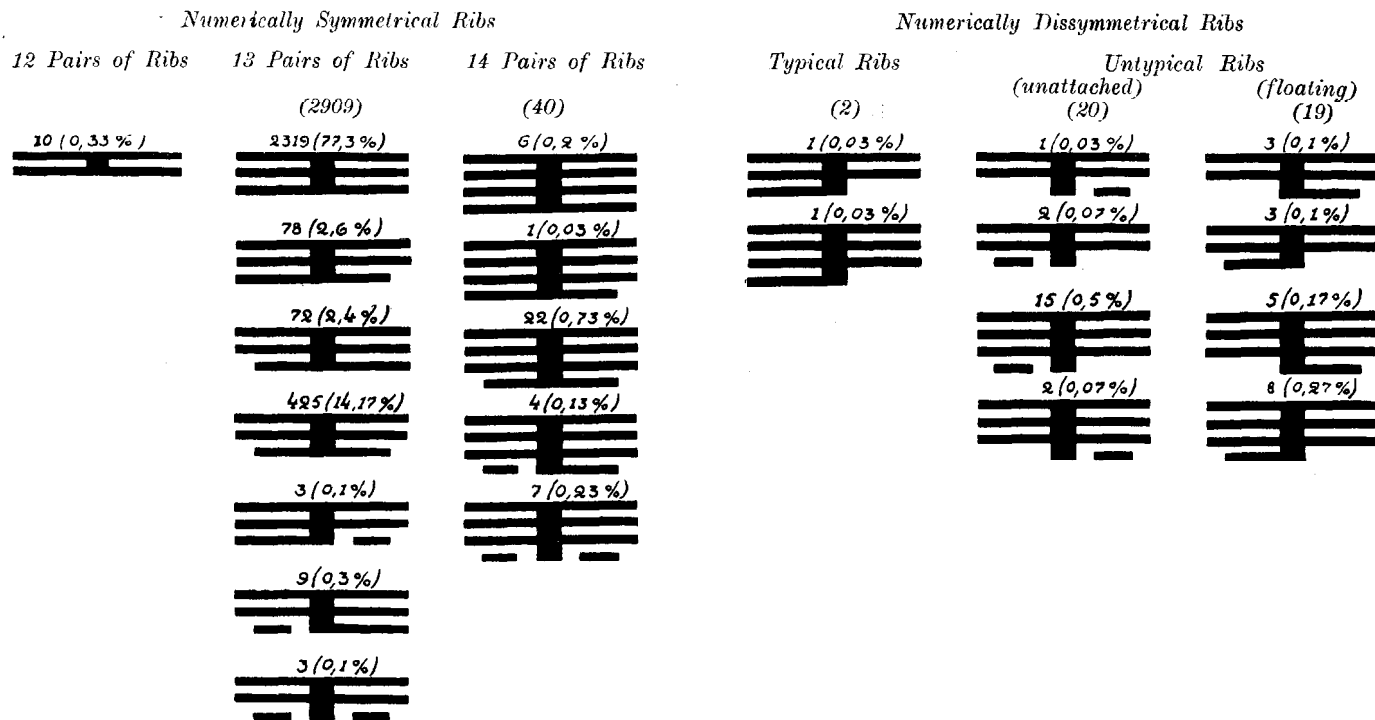 Numerically Symmetrical Ribs
Numerically Dissymmetrical Ribs
12 Pairs of Ribs
13 Pairs of Ribs
14 Pairs of Ribs
Typical Ribs
Untypical Ribs
(unattached)
(floating)
(2909)
(40)
(2)
(20)
(19)
10 (0,33 %)
2319 (77,3 %)
6 (0,2 %)
1 (0,03 %)
1 (0,03 %)
3 (0,1 %)
78 (2,6 %)
1 (0,03 %)
1 (0,03 %)
2 (0,07 %)
3 (0,1 %)
72 (2,4 %)
22 (0,73 %)
15 (0,5 %)
5 (0,17 %)
425 (14,17 %)
4 (0,13 %)
2 (0,07 %)
8 (0,27 %)
3 (0,1 %)
7 (0,23 %)
9 (0,3 %)
3 (0,1 %)